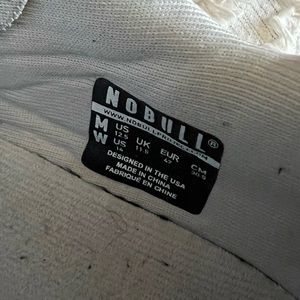 NOBULL®
M US UK EUR CM
12.5 11.5 47
W US
14
DESIGNED IN THE USA
MADE IN CHINA
FABRIQUÉ EN CHINE